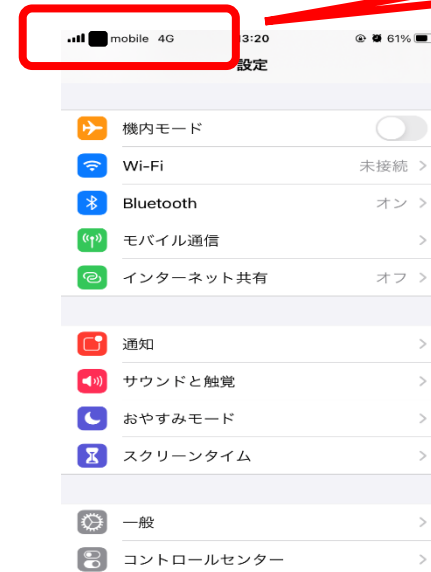 mobile 4G 3:20 61%
設定
機内モード
Wi-Fi 未接続
Bluetooth オン
モバイル通信
インターネット共有 オフ
通知
サウンドと触覚
おやすみモード
スクリーンタイム
一般
コントロールセンター